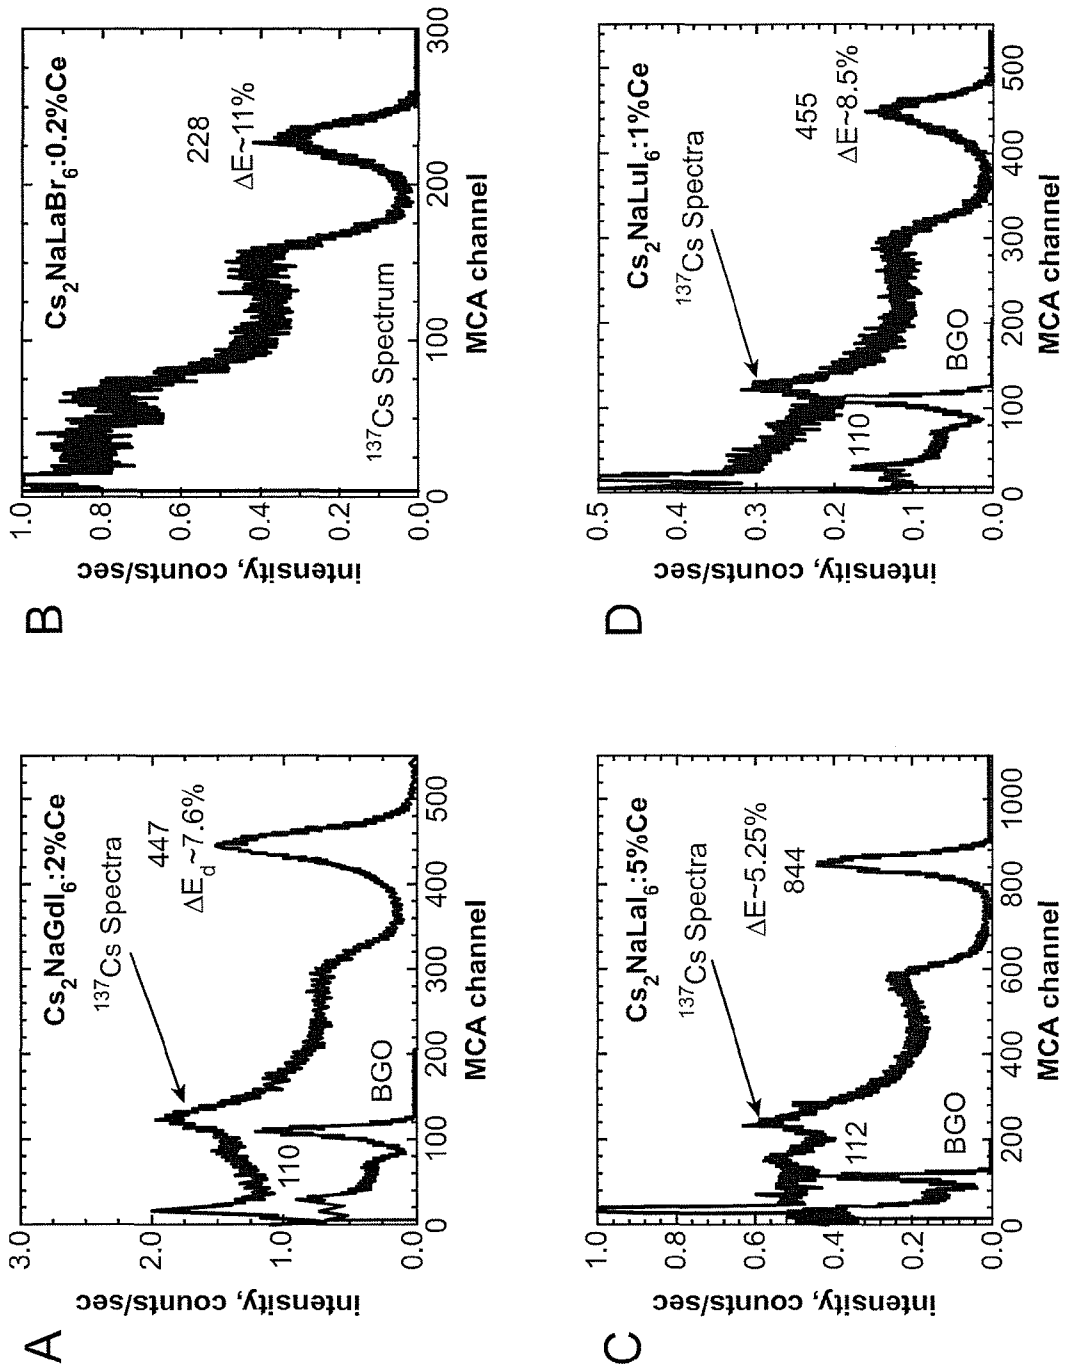 A
Cs2NaGdI6:2%Ce
137Cs Spectra
447
ΔEd~7.6%
110
BGO
3.0
2.0
1.0
0.0
0 100 200 300 400 500
intensity, counts/sec
MCA channel
B
Cs2NaLaBr6:0.2%Ce
228
ΔE~11%
137Cs Spectrum
1.0
0.8
0.6
0.4
0.2
0.0
0 100 200 300
intensity, counts/sec
MCA channel
C
Cs2NaLaI6:5%Ce
137Cs Spectra
ΔE~5.25%
844
112
BGO
1.0
0.8
0.6
0.4
0.2
0.0
0 200 400 600 800 1000
intensity, counts/sec
MCA channel
D
Cs2NaLuI6:1%Ce
137Cs Spectra
455
ΔE~8.5%
110
BGO
0.5
0.4
0.3
0.2
0.1
0.0
0 100 200 300 400 500
intensity, counts/sec
MCA channel